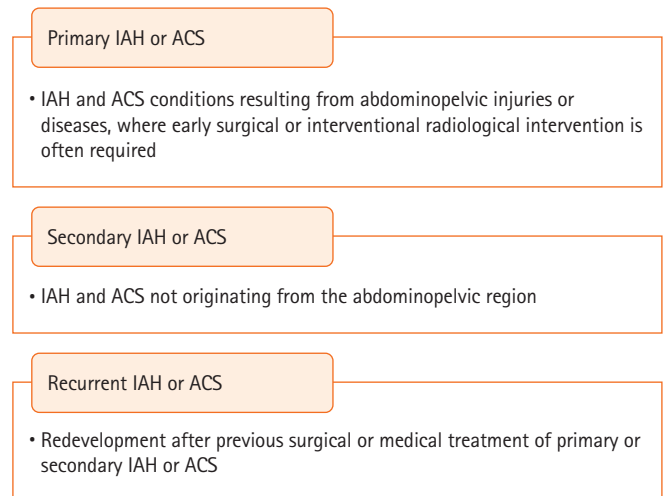 Primary IAH or ACS
• IAH and ACS conditions resulting from abdominopelvic injuries or
diseases, where early surgical or interventional radiological intervention is
often required
Secondary IAH or ACS
• IAH and ACS not originating from the abdominopelvic region
Recurrent IAH or ACS
• Redevelopment after previous surgical or medical treatment of primary or
secondary IAH or ACS